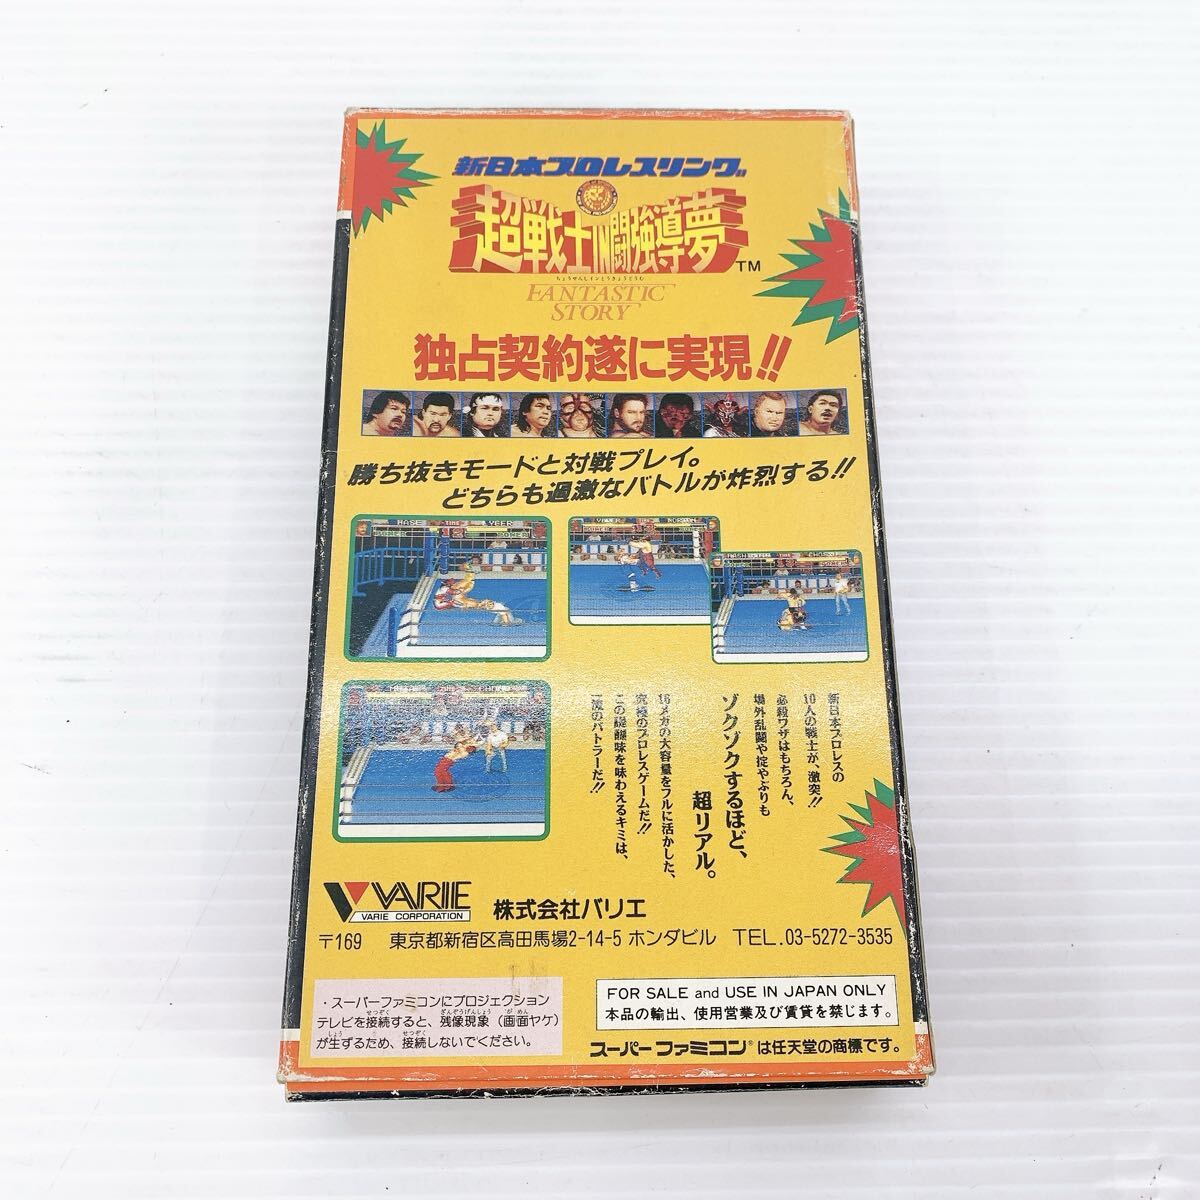 新日本プロレスリング
超戦士IN闘強導夢
TM
ちょうせんしインとうきょうどうむ
FANTASTIC
STORY
独占契約遂に実現!!
勝ち抜きモードと対戦プレイ。
どちらも過激なバトルが炸烈する!!
HASE TIME
POWER POWER
新日本プロレスの
10人の戦士が、激突!!
必殺ワザはもちろん、
場外乱闘や掟やぶりも
ゾクゾクするほど、
超リアル。
16メガの大容量をフルに活かした、
究極のプロレスゲームだ!!
この醍醐味を味わえるキミは、
一流のバトラーだ!!
VARIE
VARIE CORPORATION
株式会社バリエ
〒169 東京都新宿区高田馬場2-14-5 ホンダビル TEL.03-5272-3535
・スーパーファミコンにプロジェクション
テレビを接続すると、残像現象(画面ヤケ)
が生ずるため、接続しないでください。
FOR SALE and USE IN JAPAN ONLY
本品の輸出、使用営業及び賃貸を禁じます。
スーパーファミコン®は任天堂の商標です。